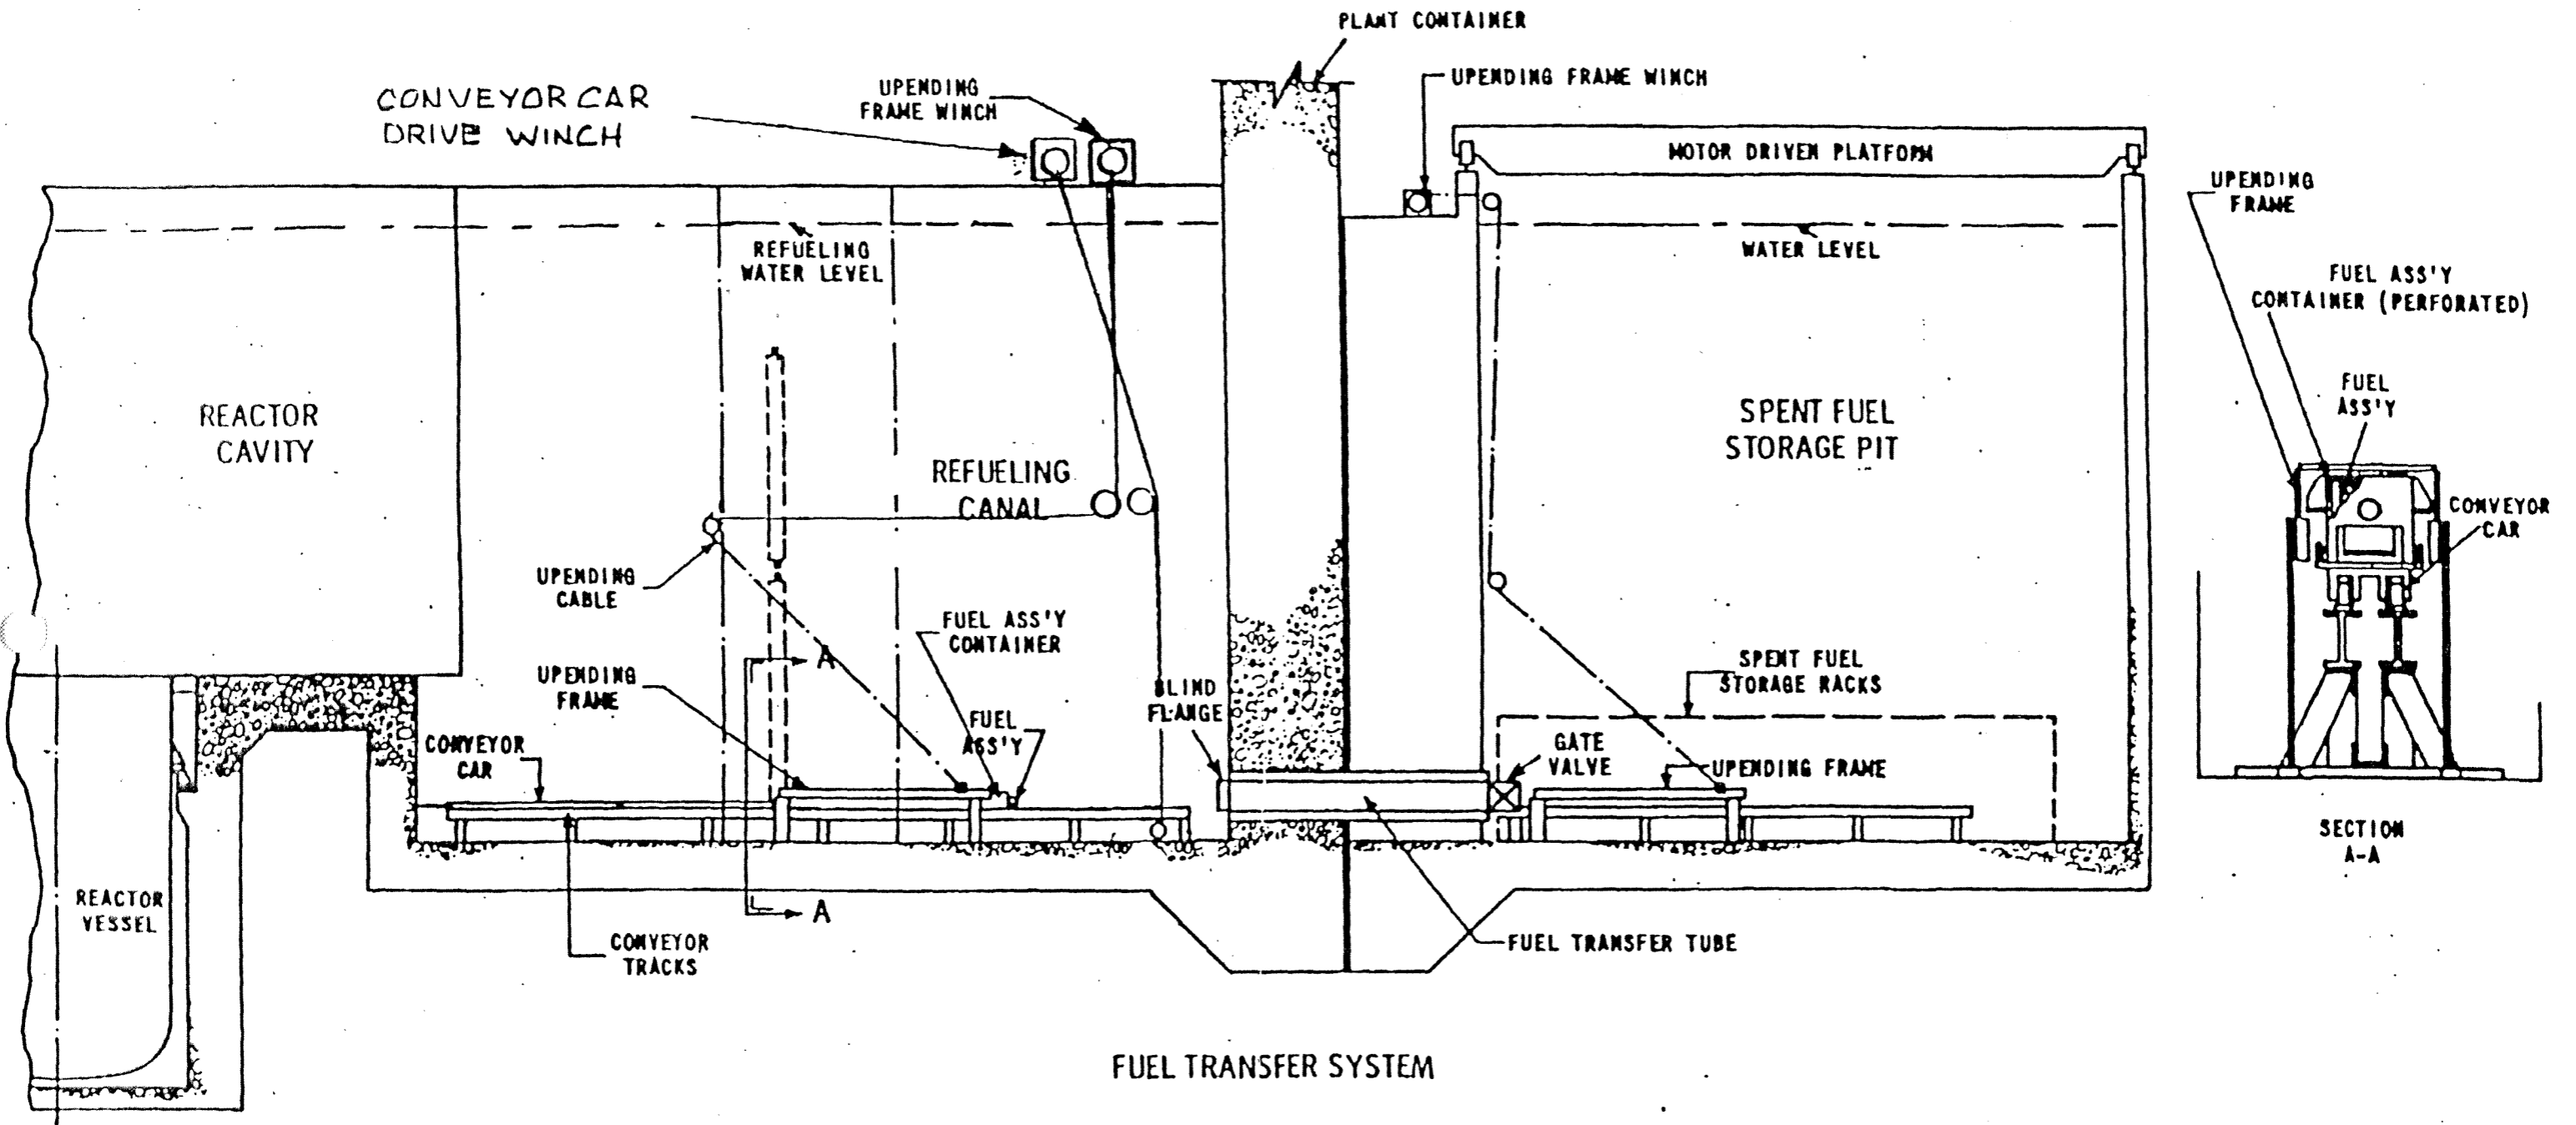 PLANT CONTAINER
UPENDING FRAME WINCH
UPENDING
FRAME WINCH
CONVEYOR CAR
DRIVE WINCH
MOTOR DRIVEN PLATFORM
UPENDING
FRAME
REFUELING
WATER LEVEL
WATER LEVEL
FUEL ASS'Y
CONTAINER (PERFORATED)
FUEL
ASS'Y
REACTOR
CAVITY
REFUELING
CANAL
SPENT FUEL
STORAGE PIT
CONVEYOR
CAR
UPENDING
CABLE
FUEL ASS'Y
CONTAINER
A
UPENDING
FRAME
BLIND
FLANGE
SPENT FUEL
STORAGE RACKS
FUEL
ASS'Y
CONVEYOR
CAR
GATE
VALVE
UPENDING FRAME
SECTION
A-A
REACTOR
VESSEL
A
CONVEYOR
TRACKS
FUEL TRANSFER TUBE
FUEL TRANSFER SYSTEM